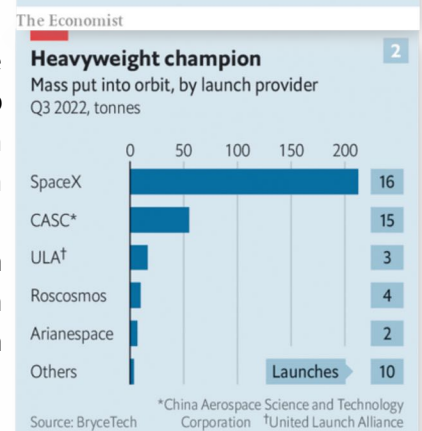 The Economist
Heavyweight champion
2
Mass put into orbit, by launch provider
Q3 2022, tonnes
0 50 100 150 200
SpaceX 16
CASC* 15
ULA† 3
Roscosmos 4
Arianespace 2
Others Launches 10
*China Aerospace Science and Technology
Source: BryceTech Corporation †United Launch Alliance